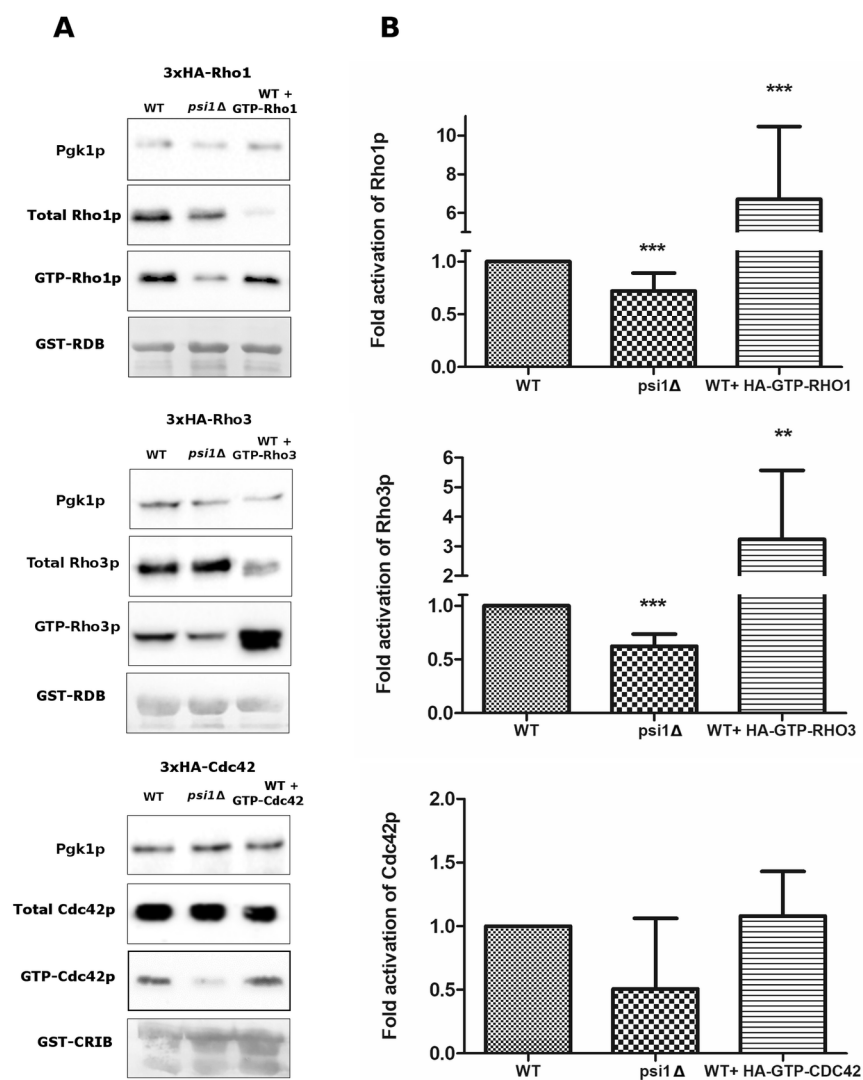 A
3xHA-Rho1
WT psi1Δ WT +
GTP-Rho1
Pgk1p
Total Rho1p
GTP-Rho1p
GST-RDB
3xHA-Rho3
WT psi1Δ WT +
GTP-Rho3
Pgk1p
Total Rho3p
GTP-Rho3p
GST-RDB
3xHA-Cdc42
WT psi1Δ WT +
GTP-Cdc42
Pgk1p
Total Cdc42p
GTP-Cdc42p
GST-CRIB
B
Fold activation of Rho1p
10
8
6
1.0
0.5
0.0
***
***
WT psi1Δ WT+ HA-GTP-RHO1
Fold activation of Rho3p
6
5
4
3
2
1.0
0.5
0.0
***
**
WT psi1Δ WT+ HA-GTP-RHO3
Fold activation of Cdc42p
2.0
1.5
1.0
0.5
0.0
WT psi1Δ WT+ HA-GTP-CDC42